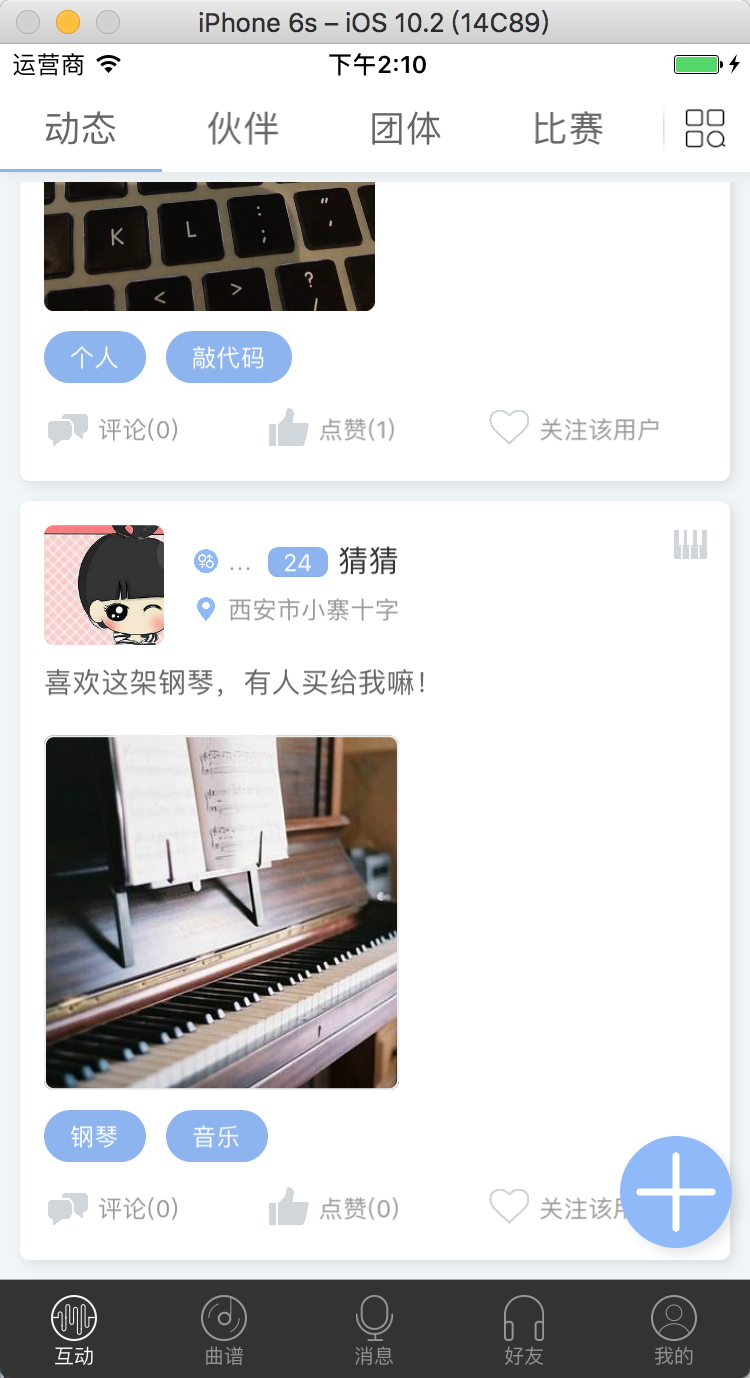 iPhone 6s – iOS 10.2 (14C89)
运营商 下午2:10
动态 伙伴 团体 比赛
K L : ; " '
< > ? /
个人 敲代码
评论(0) 点赞(1) 关注该用户
... 24 猜猜
西安市小寨十字
喜欢这架钢琴，有人买给我嘛！
钢琴 音乐
评论(0) 点赞(0) 关注该
互动 曲谱 消息 好友 我的